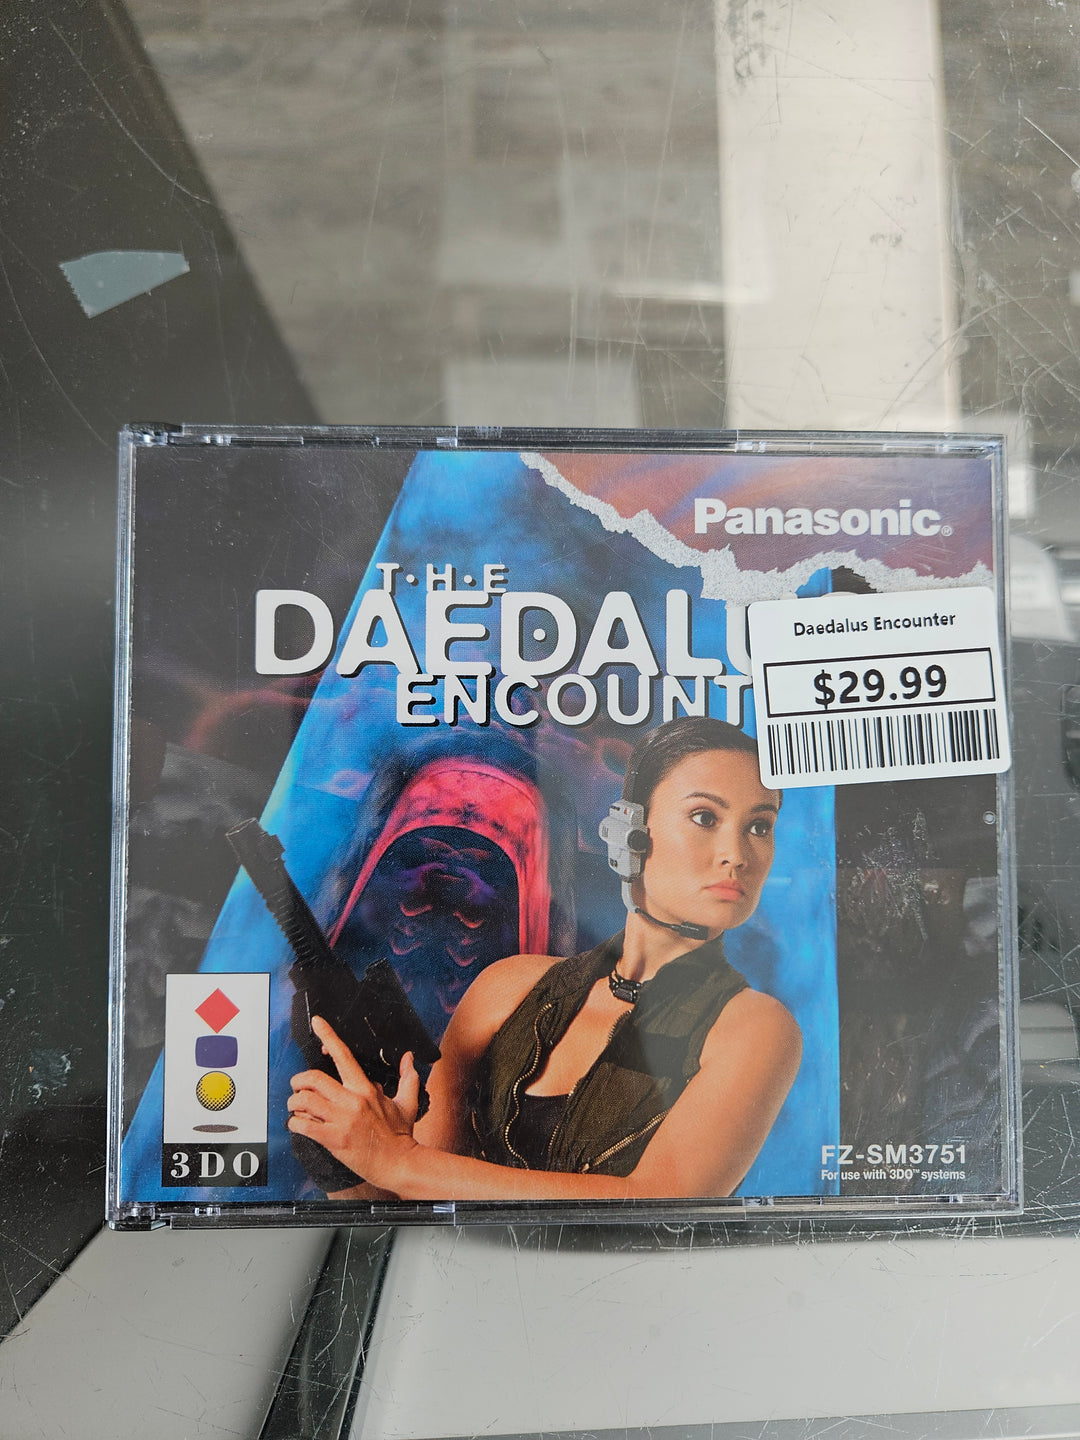 Panasonic®
T·H·E
DAEDALU
ENCOUNT
Daedalus Encounter
$29.99
3DO
FZ-SM3751
For use with 3DO™ systems